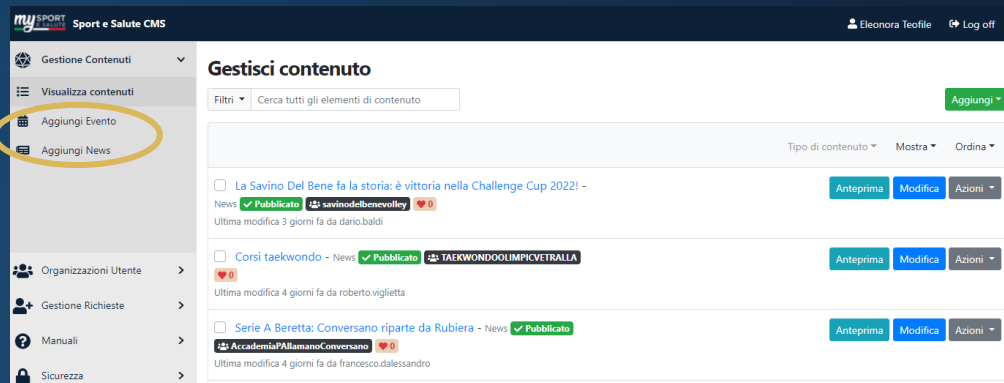 my SPORT E SALUTE Sport e Salute CMS
Eleonora Teofile Log off
Gestione Contenuti
Visualizza contenuti
Aggiungi Evento
Aggiungi News
Organizzazioni Utente
Gestione Richieste
Manuali
Sicurezza
Gestisci contenuto
Filtri Cerca tutti gli elementi di contenuto
Aggiungi
Tipo di contenuto Mostra Ordina
La Savino Del Bene fa la storia: è vittoria nella Challenge Cup 2022! -
News Pubblicato savinodelbenevolley 0
Ultima modifica 3 giorni fa da dario.baldi
Anteprima Modifica Azioni
Corsi taekwondo - News Pubblicato TAEKWONDOOLIMPICVETRALLA
0
Ultima modifica 4 giorni fa da roberto.viglietta
Anteprima Modifica Azioni
Serie A Beretta: Conversano riparte da Rubiera - News Pubblicato
AccademiaPAllamanoConversano 0
Ultima modifica 4 giorni fa da francesco.dalessandro
Anteprima Modifica Azioni